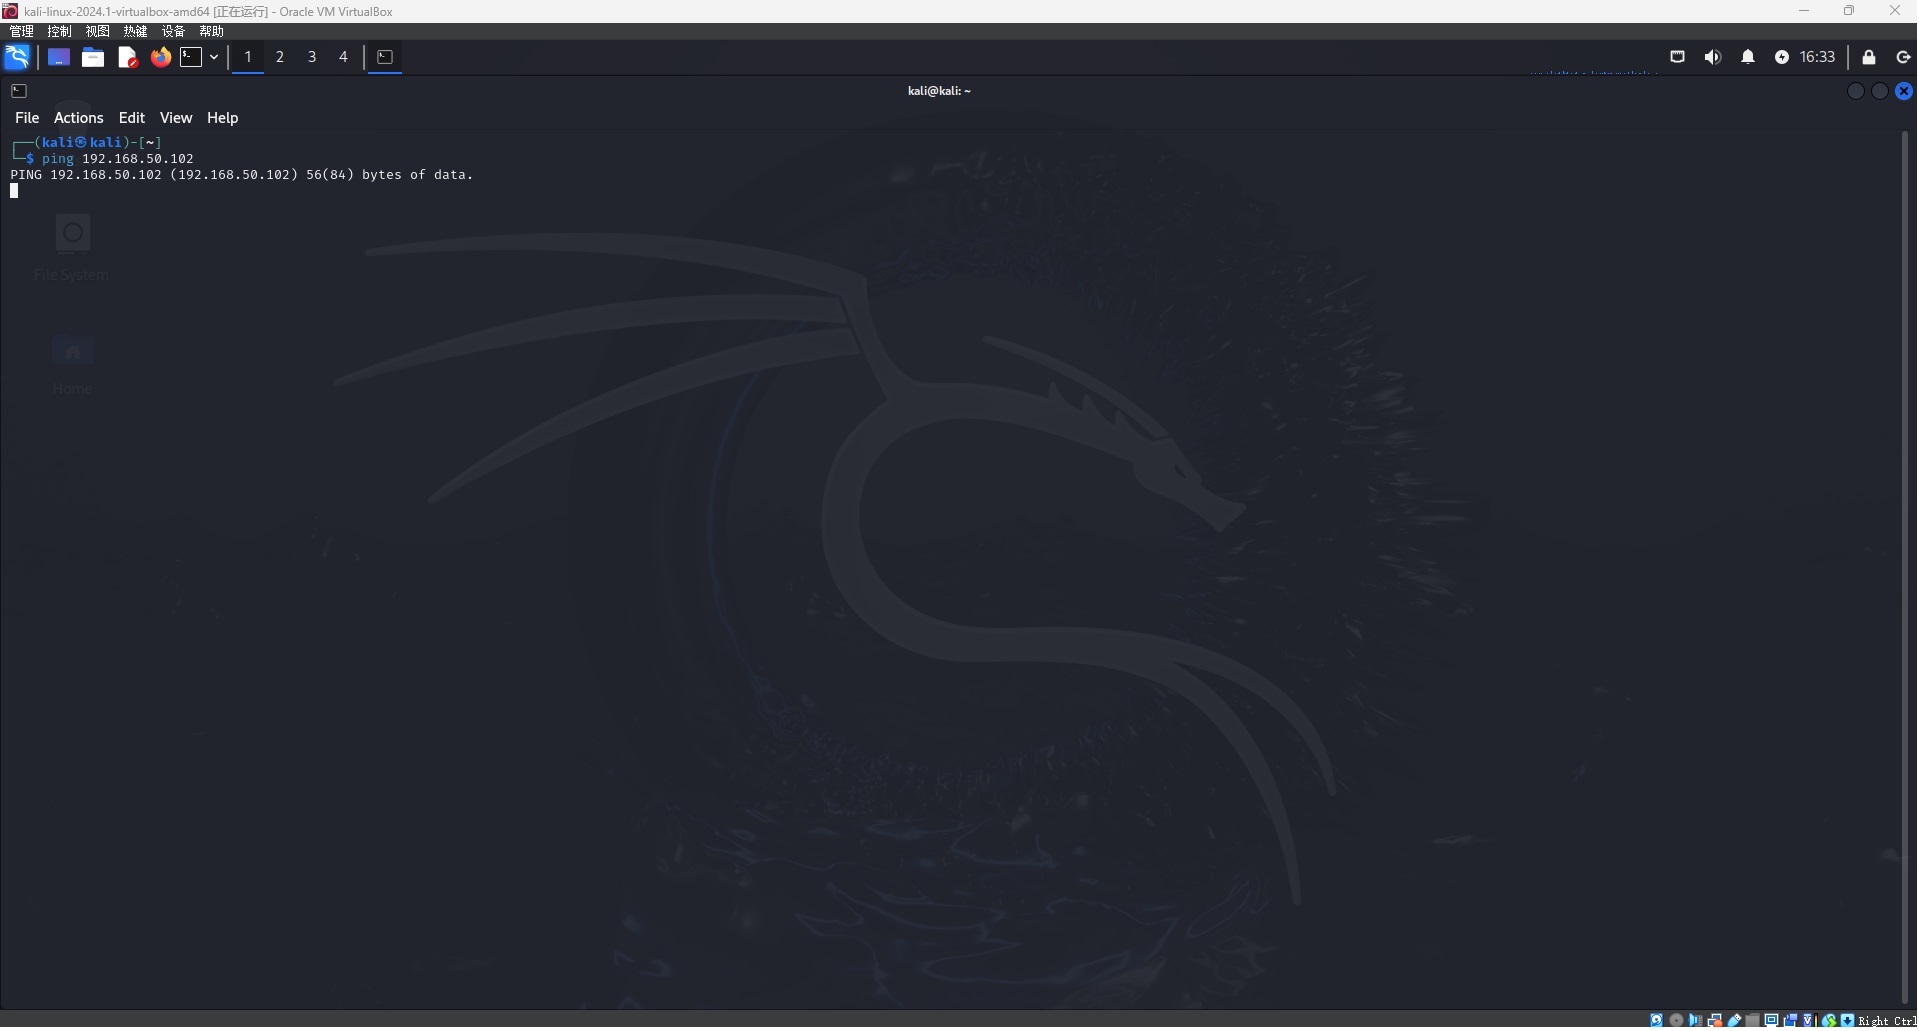 kali-linux-2024.1-virtualbox-amd64 [正在运行] - Oracle VM VirtualBox
管理 控制 视图 热键 设备 帮助
1 2 3 4 16:33
kali@kali: ~
File Actions Edit View Help
┌──(kali㉿kali)-[~]
└─$ ping 192.168.50.102
PING 192.168.50.102 (192.168.50.102) 56(84) bytes of data.
File System
Home
Right Ctrl